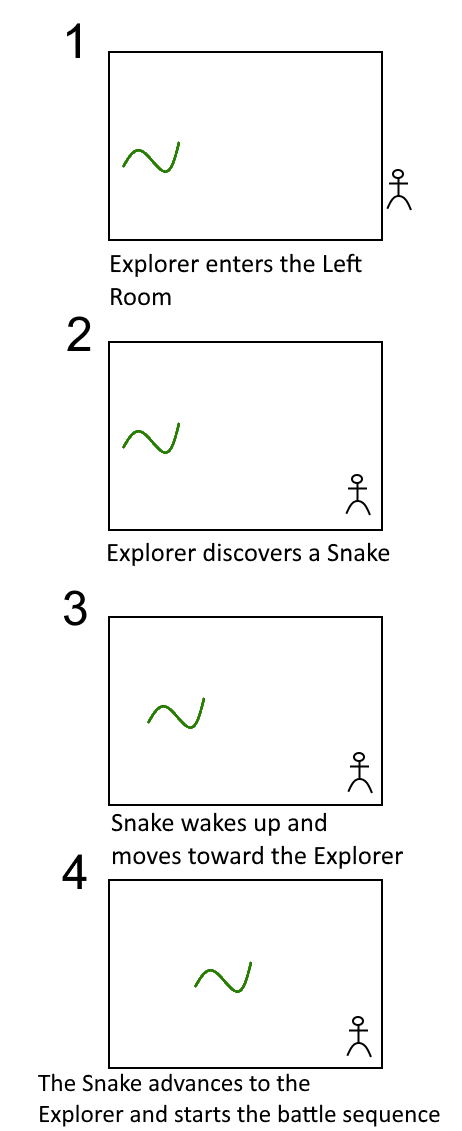 1
Explorer enters the Left
Room
2
Explorer discovers a Snake
3
Snake wakes up and
moves toward the Explorer
4
The Snake advances to the
Explorer and starts the battle sequence